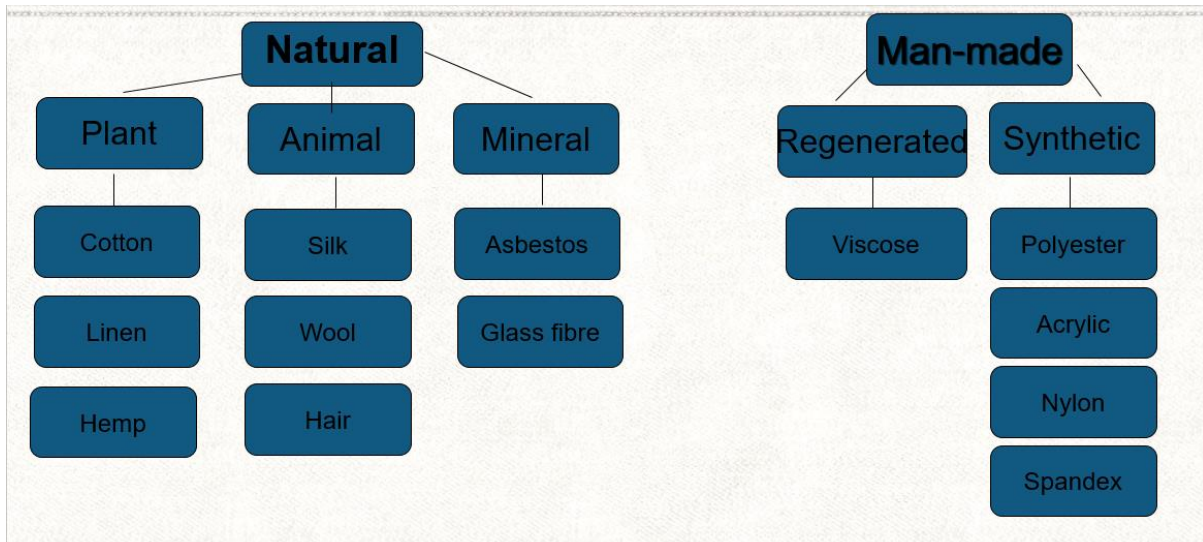 Natural
Man-made
Plant
Animal
Mineral
Regenerated
Synthetic
Cotton
Silk
Asbestos
Viscose
Polyester
Linen
Wool
Glass fibre
Acrylic
Hemp
Hair
Nylon
Spandex